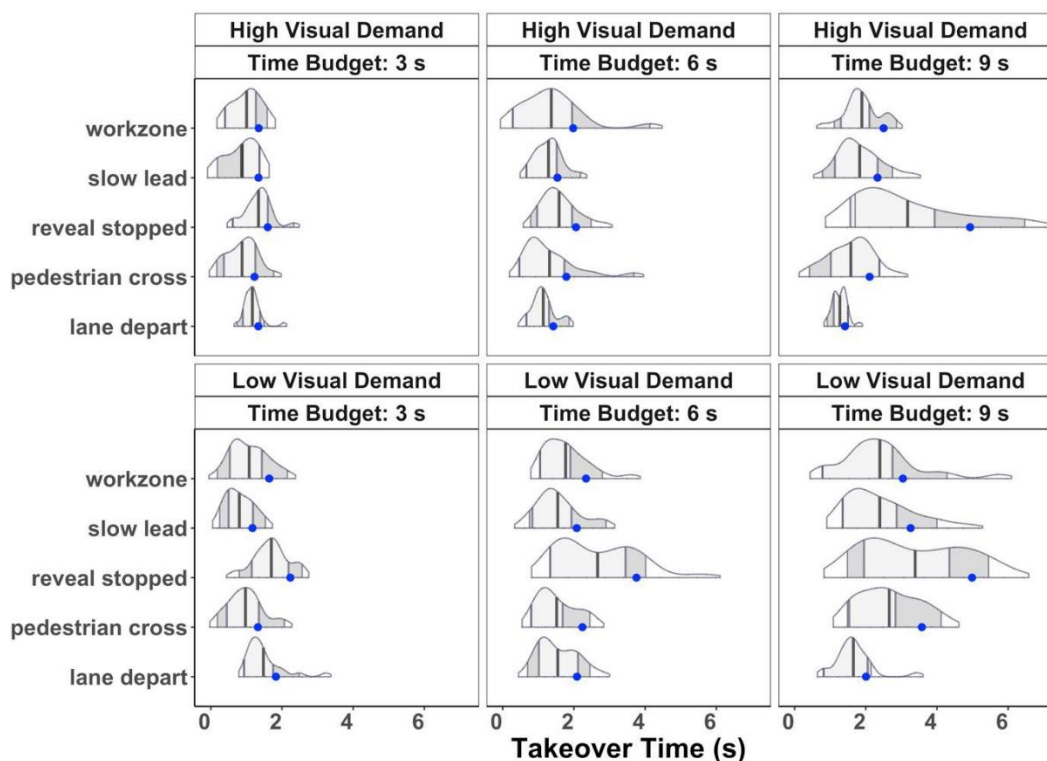 High Visual Demand
High Visual Demand
High Visual Demand
Time Budget: 3 s
Time Budget: 6 s
Time Budget: 9 s
workzone
slow lead
reveal stopped
pedestrian cross
lane depart
Low Visual Demand
Low Visual Demand
Low Visual Demand
Time Budget: 3 s
Time Budget: 6 s
Time Budget: 9 s
workzone
slow lead
reveal stopped
pedestrian cross
lane depart
0 2 4 6 0 2 4 6 0 2 4 6
Takeover Time (s)